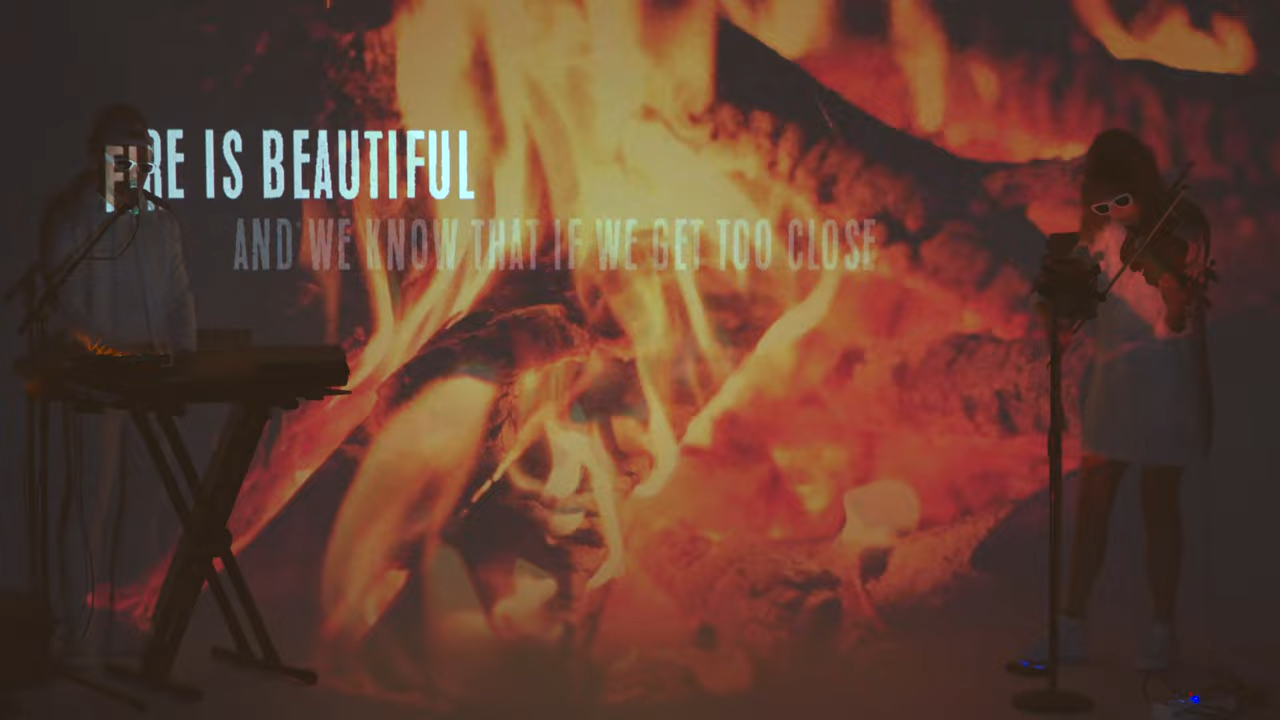 FIRE IS BEAUTIFUL
AND WE KNOW THAT IF WE GET TOO CLOSE